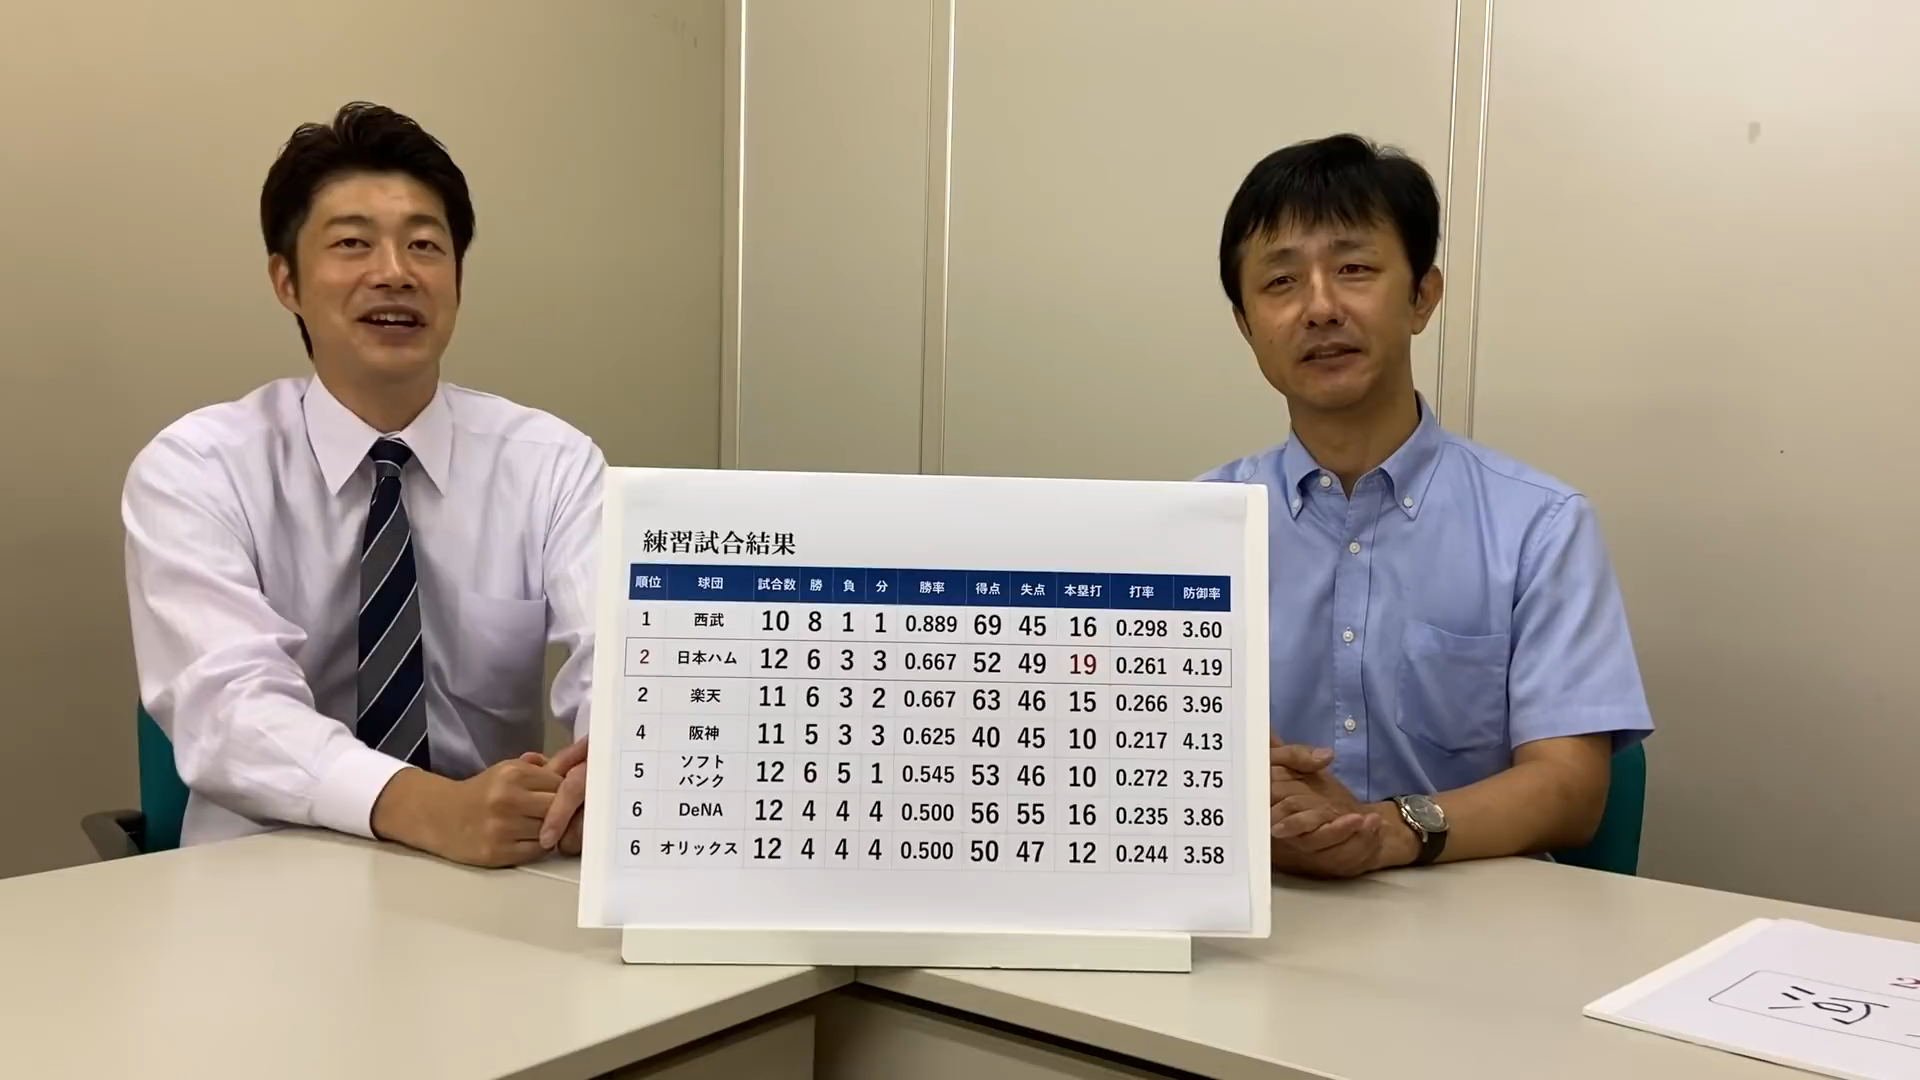 練習試合結果
順位 球団 試合数 勝 負 分 勝率 得点 失点 本塁打 打率 防御率
1 西武 10 8 1 1 0.889 69 45 16 0.298 3.60
2 日本ハム 12 6 3 3 0.667 52 49 19 0.261 4.19
2 楽天 11 6 3 2 0.667 63 46 15 0.266 3.96
4 阪神 11 5 3 3 0.625 40 45 10 0.217 4.13
5 ソフトバンク 12 6 5 1 0.545 53 46 10 0.272 3.75
6 DeNA 12 4 4 4 0.500 56 55 16 0.235 3.86
6 オリックス 12 4 4 4 0.500 50 47 12 0.244 3.58